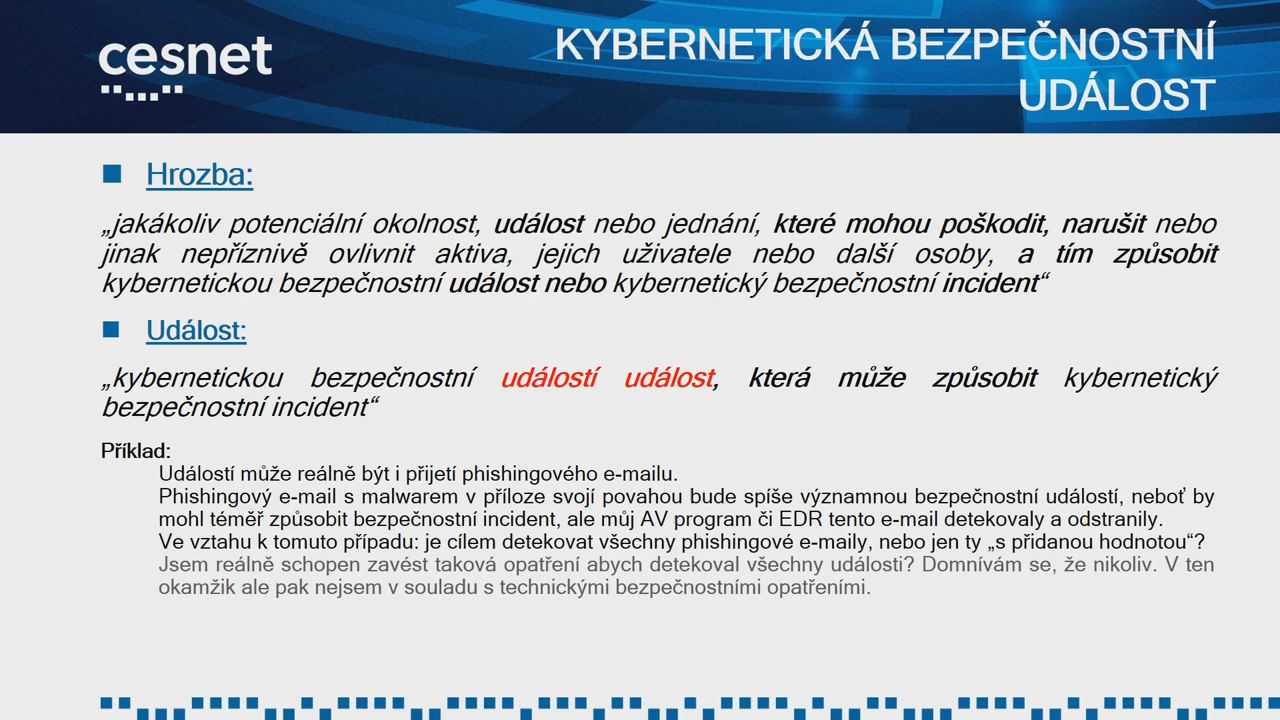 cesnet
KYBERNETICKÁ BEZPEČNOSTNÍ
UDÁLOST
Hrozba:
„jakákoliv potenciální okolnost, událost nebo jednání, které mohou poškodit, narušit nebo
jinak nepříznivě ovlivnit aktiva, jejich uživatele nebo další osoby, a tím způsobit
kybernetickou bezpečnostní událost nebo kybernetický bezpečnostní incident“
Událost:
„kybernetickou bezpečnostní událostí událost, která může způsobit kybernetický
bezpečnostní incident“
Příklad:
Událostí může reálně být i přijetí phishingového e-mailu.
Phishingový e-mail s malwarem v příloze svojí povahou bude spíše významnou bezpečnostní událostí, neboť by
mohl téměř způsobit bezpečnostní incident, ale můj AV program či EDR tento e-mail detekovaly a odstranily.
Ve vztahu k tomuto případu: je cílem detekovat všechny phishingové e-maily, nebo jen ty „s přidanou hodnotou“?
Jsem reálně schopen zavést taková opatření abych detekoval všechny události? Domnívám se, že nikoliv. V ten
okamžik ale pak nejsem v souladu s technickými bezpečnostními opatřeními.